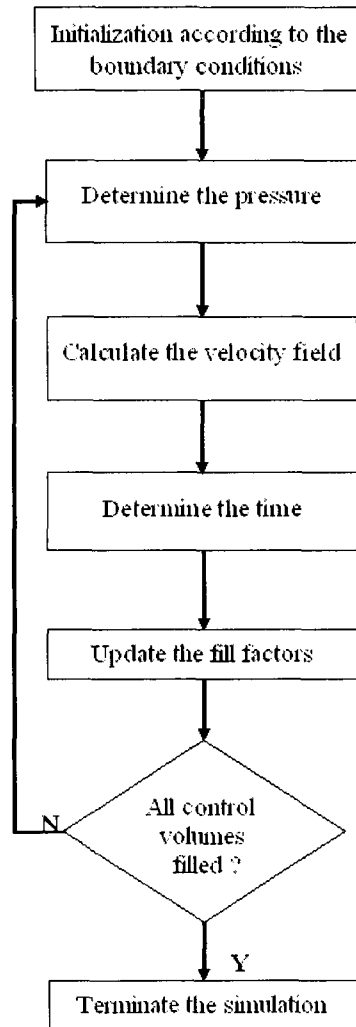 Initialization according to the
boundary conditions
Determine the pressure
Calculate the velocity field
Determine the time
Update the fill factors
All control
volumes
filled ?
N
Y
Terminate the simulation